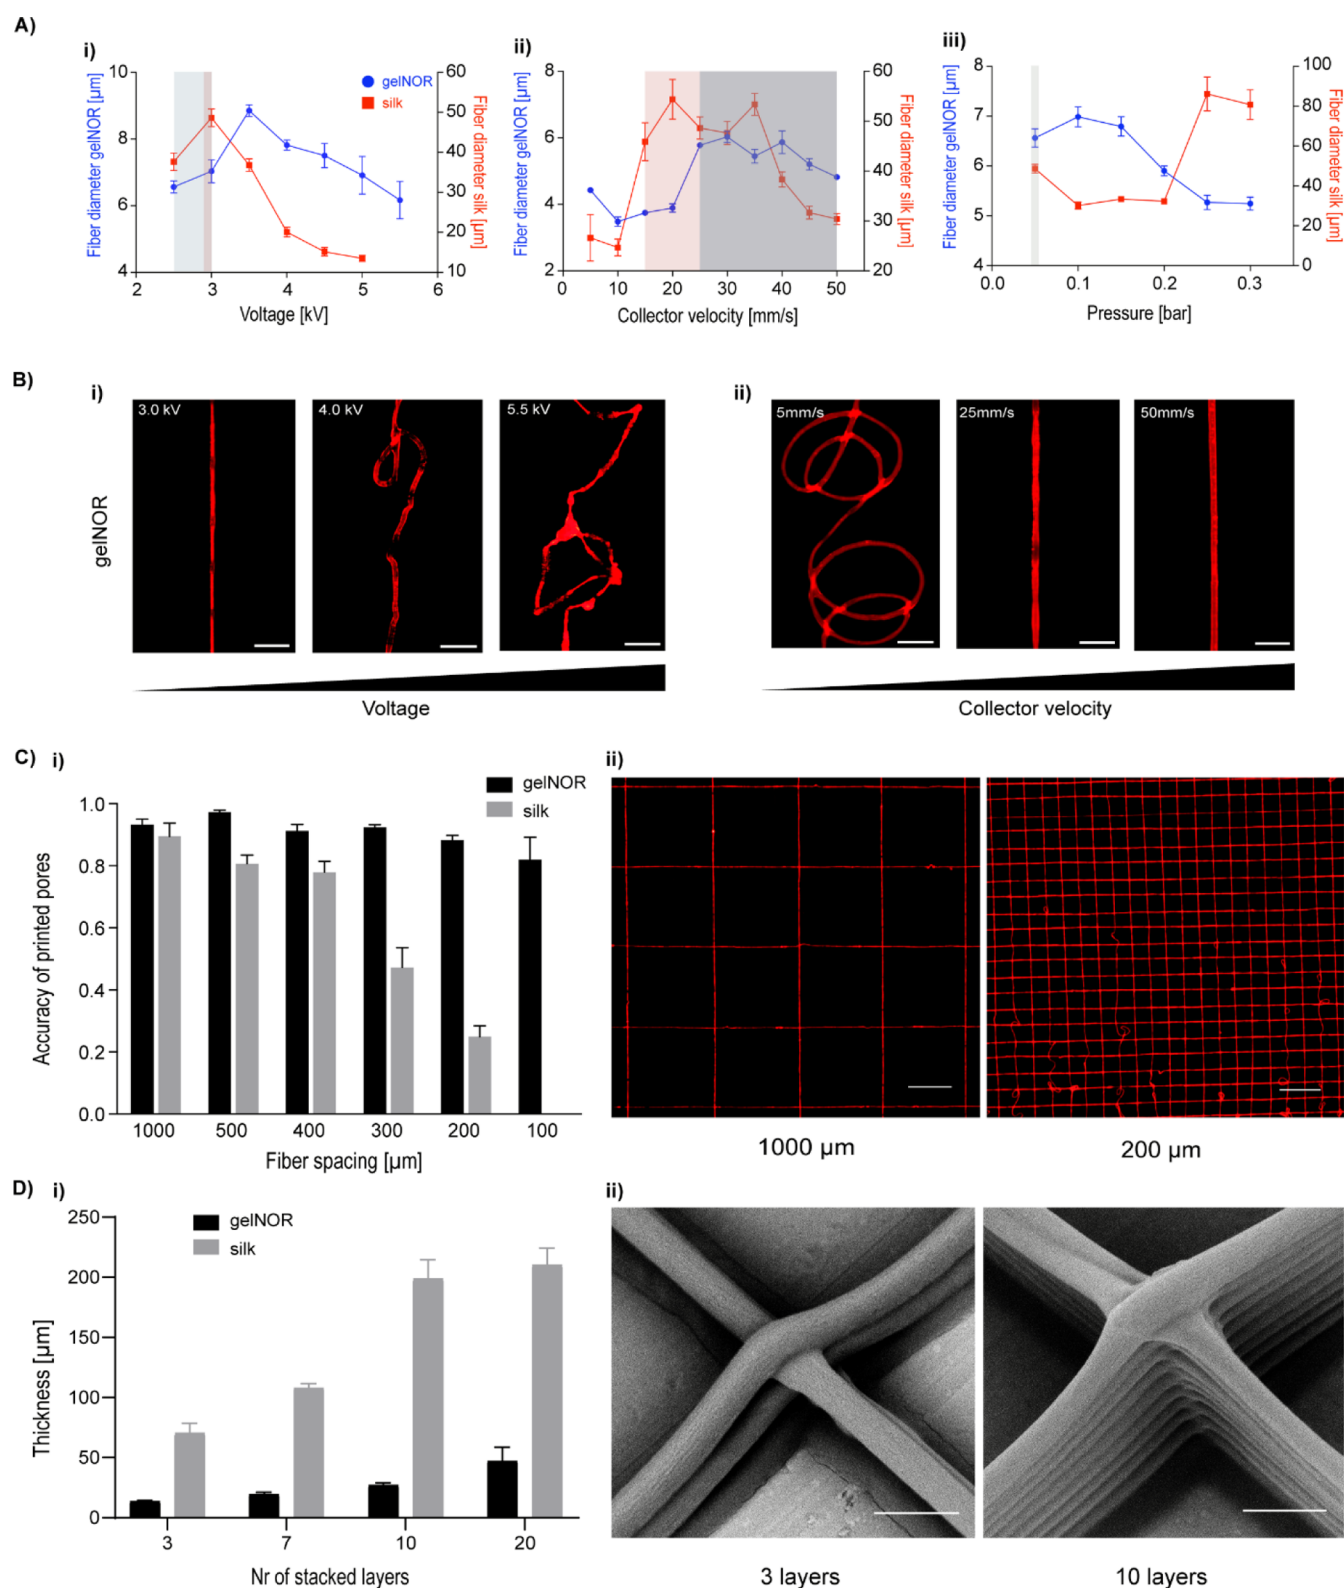 A)
i)
10
8
6
4
2
3
4
5
6
60
50
40
30
20
10
Fiber diameter gelNOR [µm]
Fiber diameter silk [µm]
gelNOR
silk
Voltage [kV]
ii)
8
6
4
2
0
10
20
30
40
50
60
50
40
30
20
Fiber diameter gelNOR [µm]
Fiber diameter silk [µm]
Collector velocity [mm/s]
iii)
8
7
6
5
4
0.0
0.1
0.2
0.3
100
80
60
40
20
0
Fiber diameter gelNOR [µm]
Fiber diameter silk [µm]
Pressure [bar]
B)
i)
gelNOR
3.0 kV
4.0 kV
5.5 kV
Voltage
ii)
5mm/s
25mm/s
50mm/s
Collector velocity
C)
i)
gelNOR
silk
1.0
0.8
0.6
0.4
0.2
0.0
Accuracy of printed pores
1000 500 400 300 200 100
Fiber spacing [µm]
ii)
1000 µm
200 µm
D)
i)
gelNOR
silk
250
200
150
100
50
0
Thickness [µm]
3 7 10 20
Nr of stacked layers
ii)
3 layers
10 layers